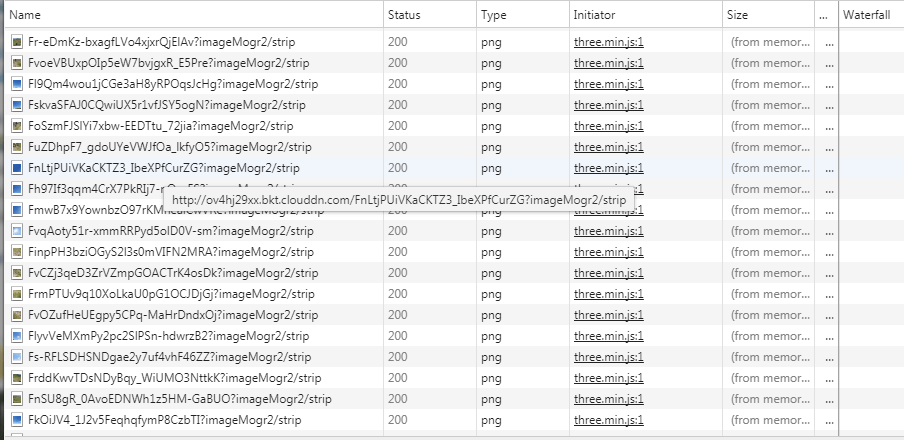 Name Status Type Initiator Size ... Waterfall
Fr-eDmKz-bxagfLVo4xjxrQjElAv?imageMogr2/strip 200 png three.min.js:1 (from memor... ...
FvoeVBUxpOIp5eW7bvjgxR_E5Pre?imageMogr2/strip 200 png three.min.js:1 (from memor... ...
Fl9Qm4wou1jCGe3aH8yRPOqsJcHg?imageMogr2/strip 200 png three.min.js:1 (from memor... ...
FskvaSFAJ0CQwiUX5r1vfJSY5ogN?imageMogr2/strip 200 png three.min.js:1 (from memor... ...
FoSzmFJSlYi7xbw-EEDTtu_72jia?imageMogr2/strip 200 png three.min.js:1 (from memor... ...
FuZDhpF7_gdoUYeVWJfOa_lkfyO5?imageMogr2/strip 200 png three.min.js:1 (from memor... ...
FnLtjPUiVKaCKTZ3_IbeXPfCurZG?imageMogr2/strip 200 png three.min.js:1 (from memor... ...
200 png three.min.js:1 (from memor... ...
http://ov4hj29xx.bkt.clouddn.com/FnLtjPUiVKaCKTZ3_IbeXPfCurZG?imageMogr2/strip
200 png three.min.js:1 (from memor... ...
FvqAoty51r-xmmRRPyd5oID0V-sm?imageMogr2/strip 200 png three.min.js:1 (from memor... ...
FinpPH3bziOGyS2l3s0mVIFN2MRA?imageMogr2/strip 200 png three.min.js:1 (from memor... ...
FvCZj3qeD3ZrVZmpGOACTrK4osDk?imageMogr2/strip 200 png three.min.js:1 (from memor... ...
FrmPTUv9q10XoLkaU0pG1OCJDjGj?imageMogr2/strip 200 png three.min.js:1 (from memor... ...
FvOZufHeUEgpy5CPq-MaHrDndxOj?imageMogr2/strip 200 png three.min.js:1 (from memor... ...
FlyvVeMXmPy2pc2SlPSn-hdwrzB2?imageMogr2/strip 200 png three.min.js:1 (from memor... ...
Fs-RFLSDHSNDgae2y7uf4vhF46ZZ?imageMogr2/strip 200 png three.min.js:1 (from memor... ...
FrddKwvTDsNDyBqy_WiUMO3NttkK?imageMogr2/strip 200 png three.min.js:1 (from memor... ...
FnSU8gR_0AvoEDNWh1z5HM-GaBUO?imageMogr2/strip 200 png three.min.js:1 (from memor... ...
FkOiJV4_1J2v5FeqhqfymP8CzbTI?imageMogr2/strip 200 png three.min.js:1 (from memor... ...